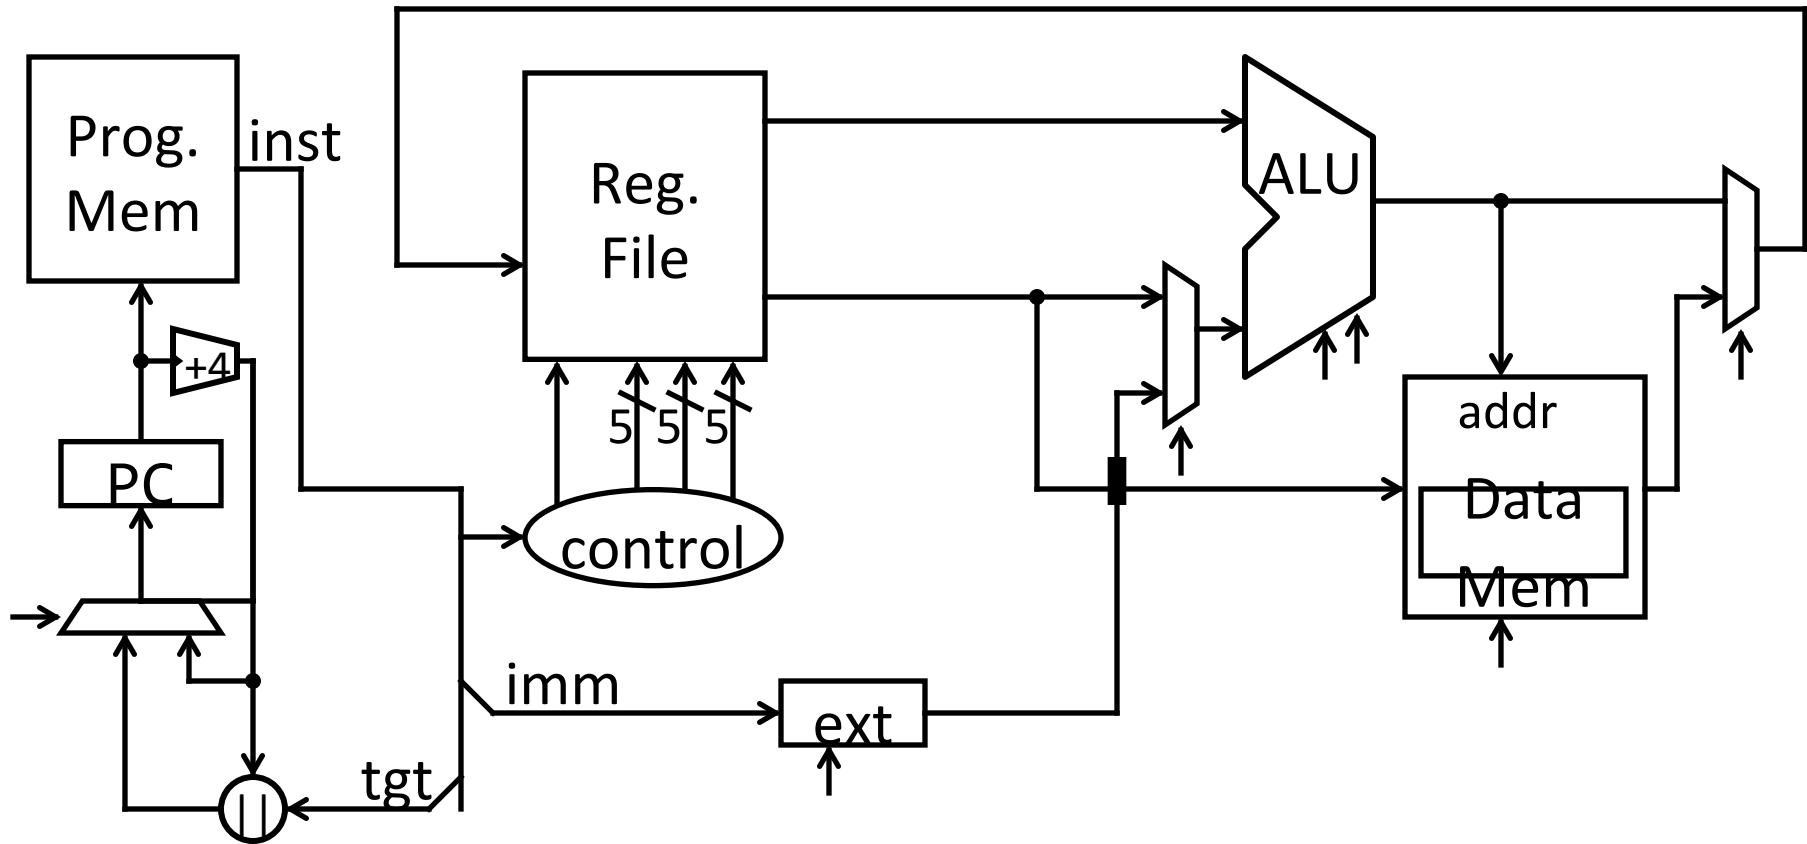 Prog.
Mem
inst
Reg.
File
ALU
+4
5 5 5
addr
PC
Data
Mem
control
imm
ext
tgt
||